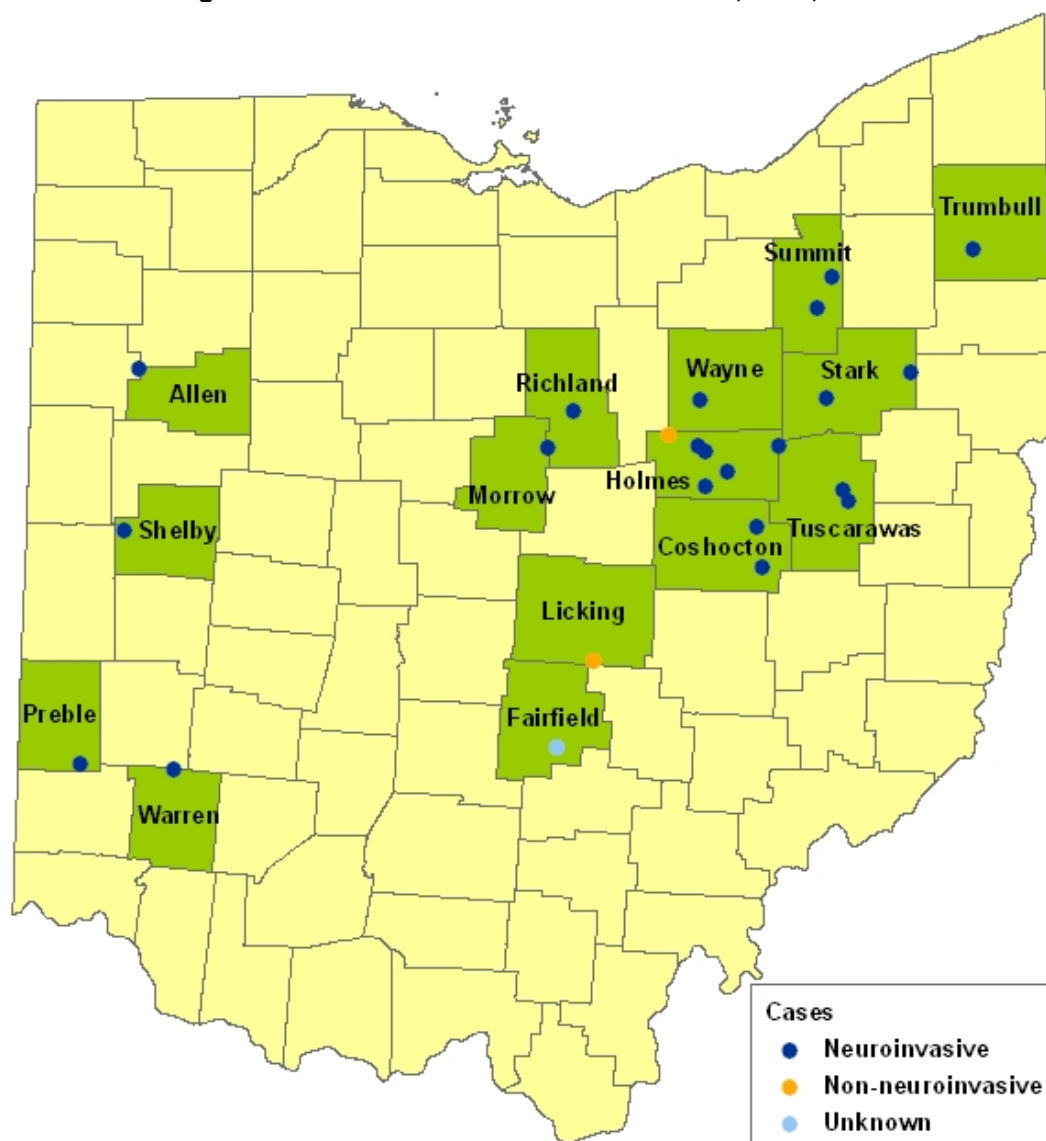 Trumbull
Summit
Wayne
Stark
Richland
Allen
Holmes
Morrow
Shelby
Tuscarawas
Coshocton
Licking
Preble
Fairfield
Warren
Cases
Neuroinvasive
Non-neuroinvasive
Unknown